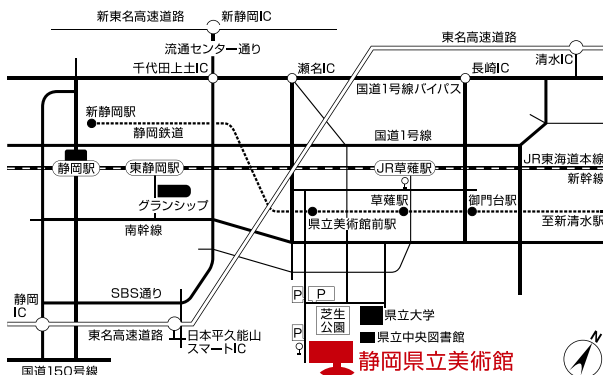 新東名高速道路
新静岡IC
東名高速道路
流通センター通り
清水IC
千代田上土IC
瀬名IC
長崎IC
国道1号線バイパス
新静岡駅
静岡鉄道
国道1号線
JR東海道本線
静岡駅
東静岡駅
JR草薙駅
新幹線
グランシップ
草薙駅
御門台駅
県立美術館前駅
至新清水駅
南幹線
静岡
IC
SBS通り
P
P
芝生
公園
県立大学
東名高速道路
日本平久能山
スマートIC
P
県立中央図書館
静岡県立美術館
国道150号線
N